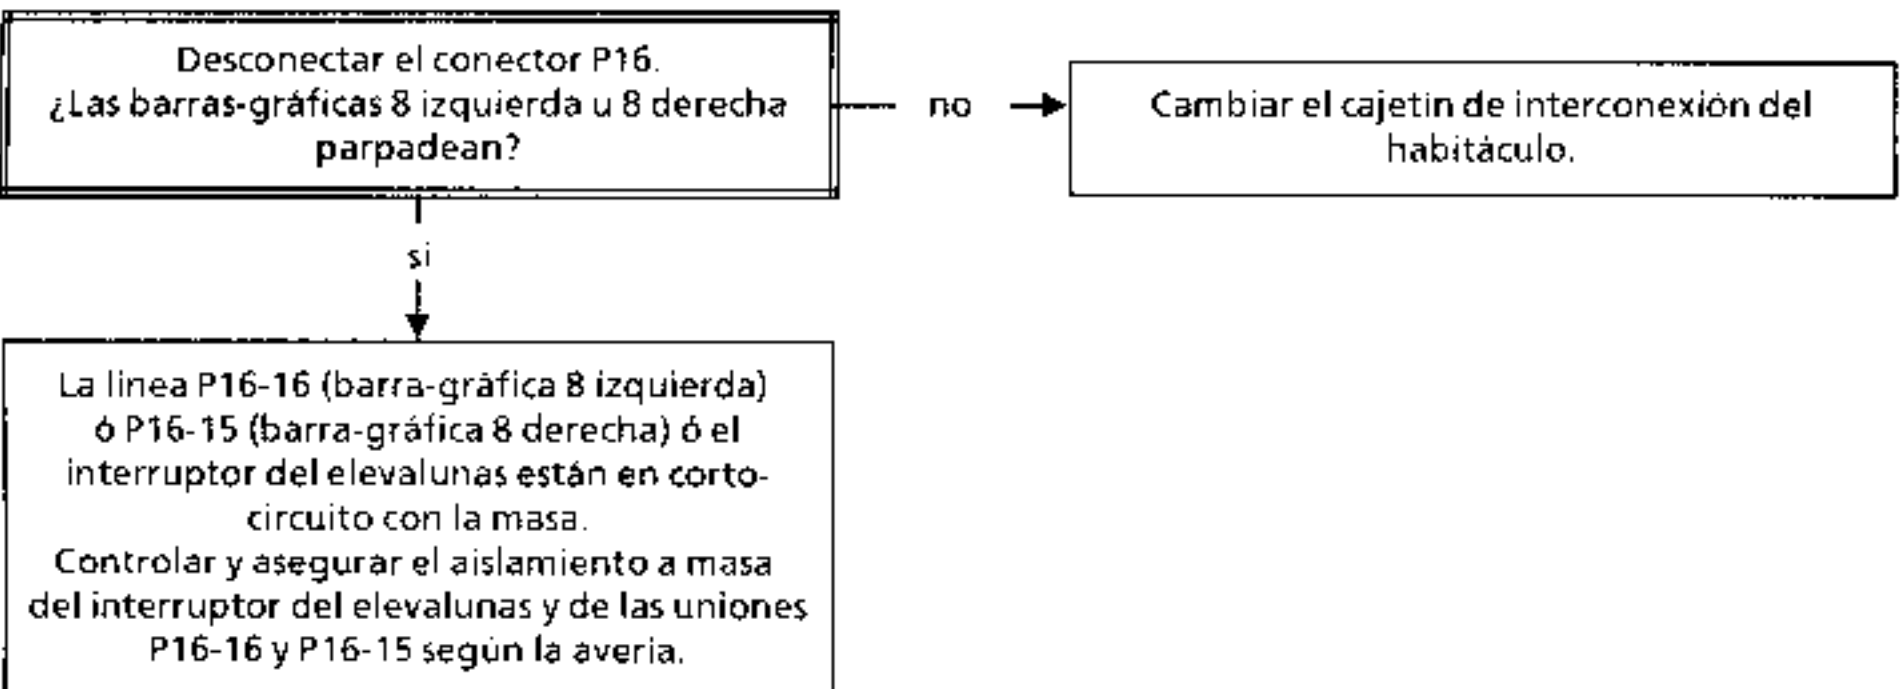 Desconectar el conector P16.
¿Las barras-gráficas 8 izquierda u 8 derecha
parpadean?
no
Cambiar el cajetin de interconexión del
habitáculo.
si
La linea P16-16 (barra-gráfica 8 izquierda)
ó P16-15 (barra-gráfica 8 derecha) ó el
interruptor del elevalunas están en corto-
circuito con la masa.
Controlar y asegurar el aislamiento a masa
del interruptor del elevalunas y de las uniones
P16-16 y P16-15 según la averia.